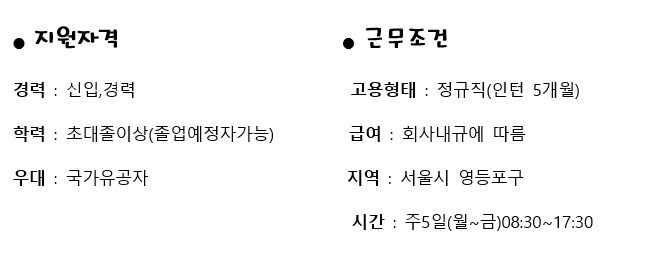 ● 지원자격
경력 : 신입,경력
학력 : 초대졸이상(졸업예정자가능)
우대 : 국가유공자
● 근무조건
고용형태 : 정규직(인턴 5개월)
급여 : 회사내규에 따름
지역 : 서울시 영등포구
시간 : 주5일(월~금)08:30~17:30